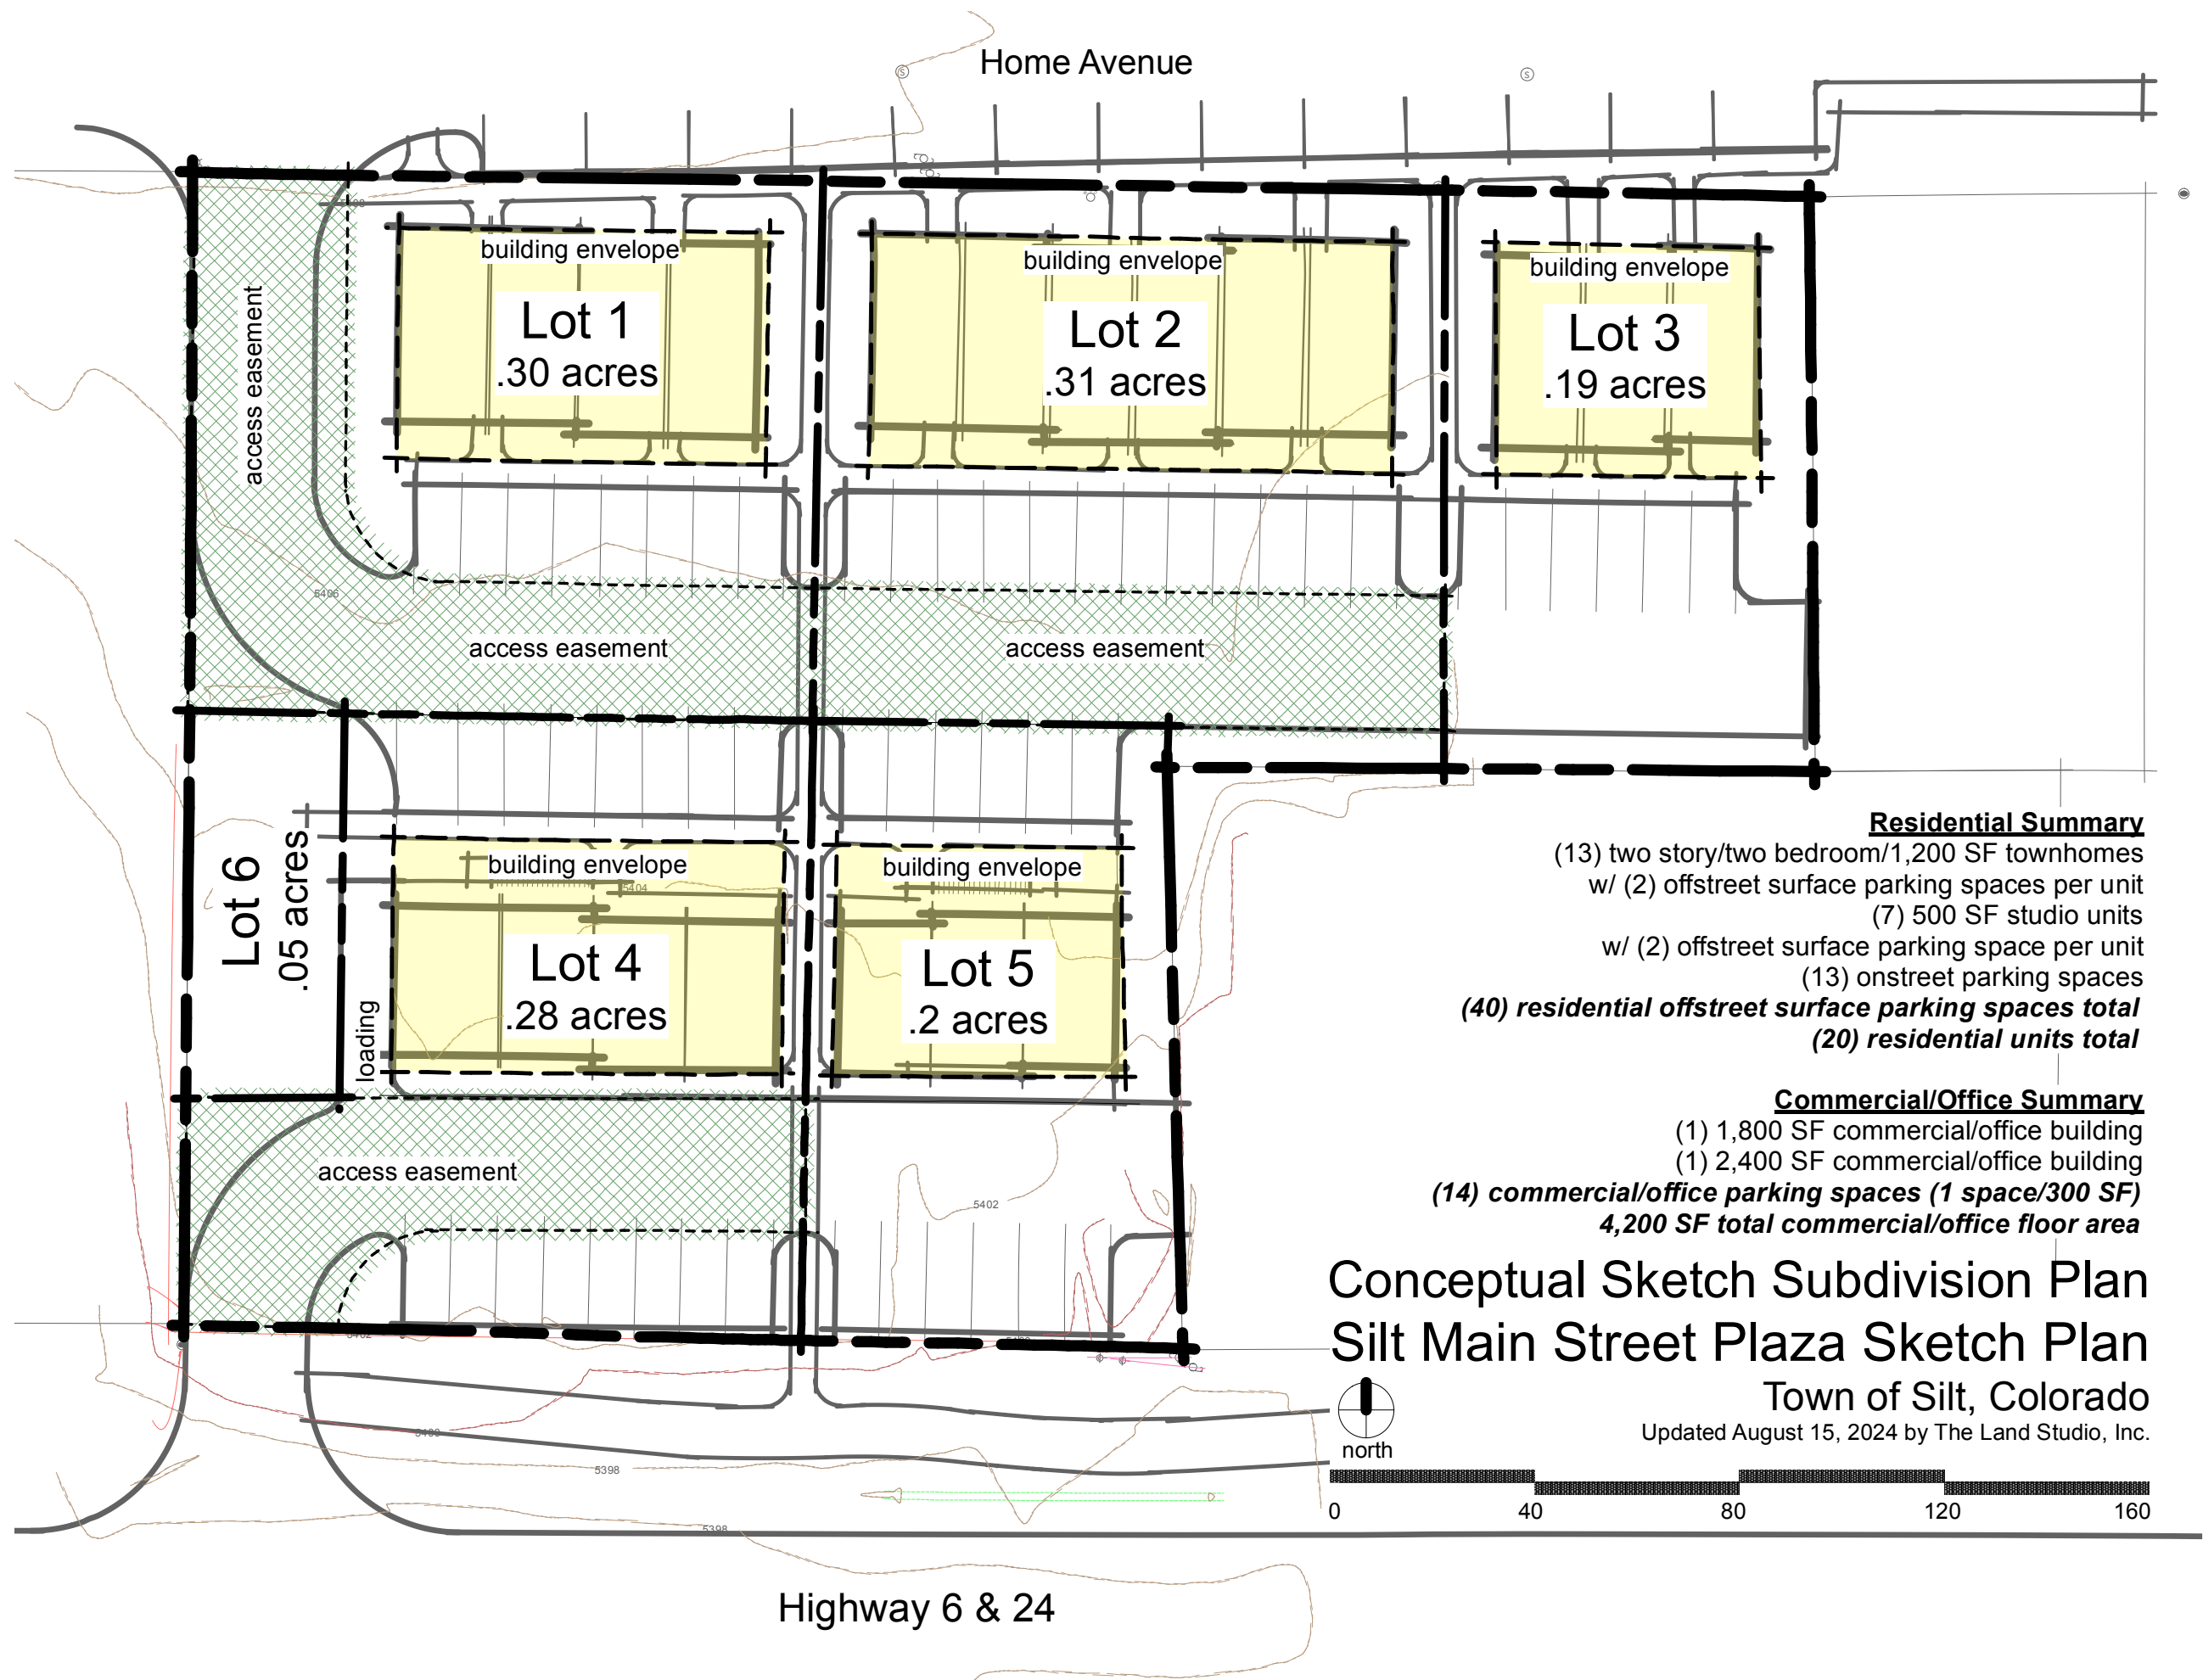 Home Avenue
building envelope
Lot 1
.30 acres
building envelope
Lot 2
.31 acres
building envelope
Lot 3
.19 acres
access easement
5406
access easement
access easement
Lot 6
.05 acres
loading
building envelope
5404
Lot 4
.28 acres
building envelope
Lot 5
.2 acres
access easement
5402
5402
5398
5398
Highway 6 & 24
Residential Summary
(13) two story/two bedroom/1,200 SF townhomes
w/ (2) offstreet surface parking spaces per unit
(7) 500 SF studio units
w/ (2) offstreet surface parking space per unit
(13) onstreet parking spaces
(40) residential offstreet surface parking spaces total
(20) residential units total
Commercial/Office Summary
(1) 1,800 SF commercial/office building
(1) 2,400 SF commercial/office building
(14) commercial/office parking spaces (1 space/300 SF)
4,200 SF total commercial/office floor area
Conceptual Sketch Subdivision Plan
Silt Main Street Plaza Sketch Plan
Town of Silt, Colorado
Updated August 15, 2024 by The Land Studio, Inc.
north
0 40 80 120 160